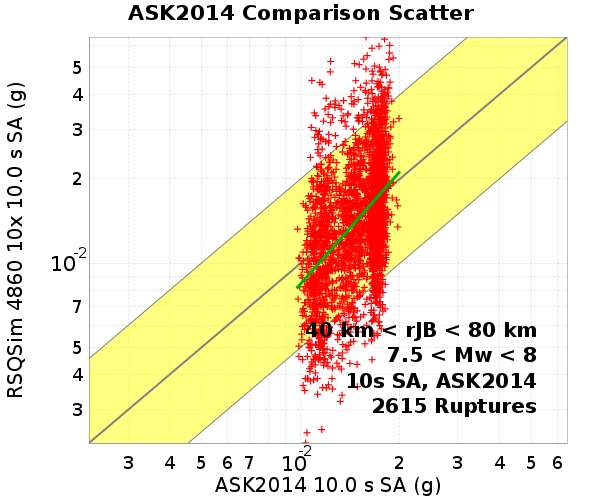 ASK2014 Comparison Scatter
RSQSim 4860 10x 10.0 s SA (g)
5
4
3
2
10-2
7
5
4
3
40 km < rJB < 80 km
7.5 < Mw < 8
10s SA, ASK2014
2615 Ruptures
3 4 5 6 7 10-2 2 3 4 5 6
ASK2014 10.0 s SA (g)